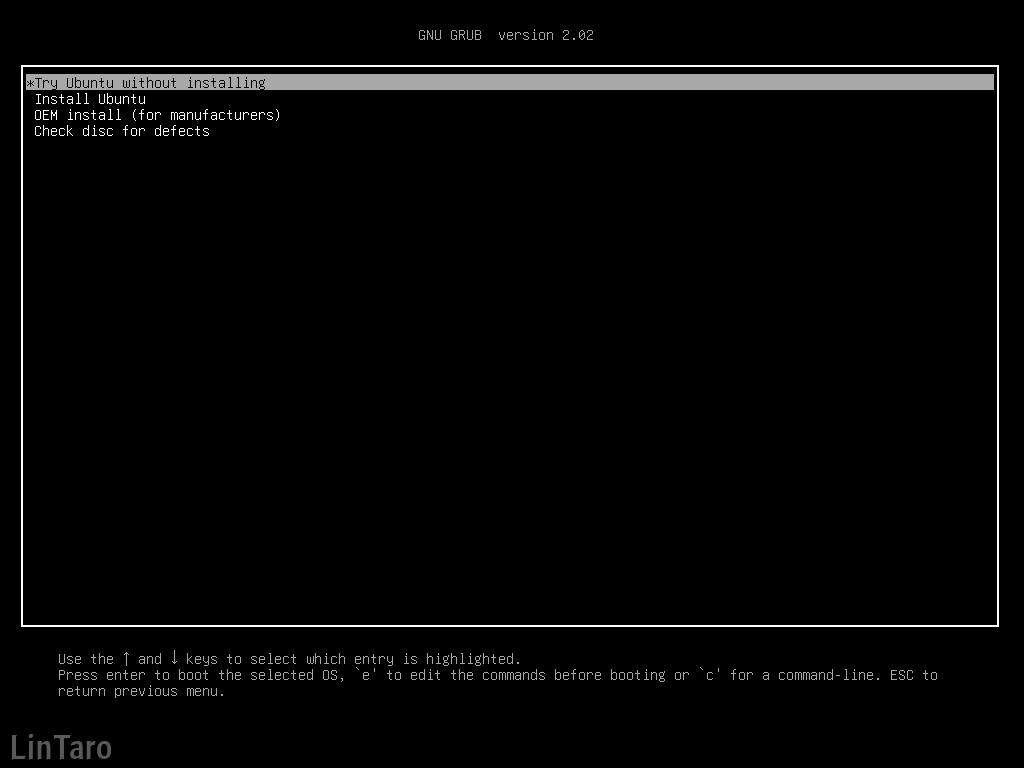 GNU GRUB  version 2.02
*Try Ubuntu without installing
Install Ubuntu
OEM install (for manufacturers)
Check disc for defects
Use the ↑ and ↓ keys to select which entry is highlighted.
Press enter to boot the selected OS, `e' to edit the commands before booting or `c' for a command-line. ESC to
return previous menu.
LinTaro